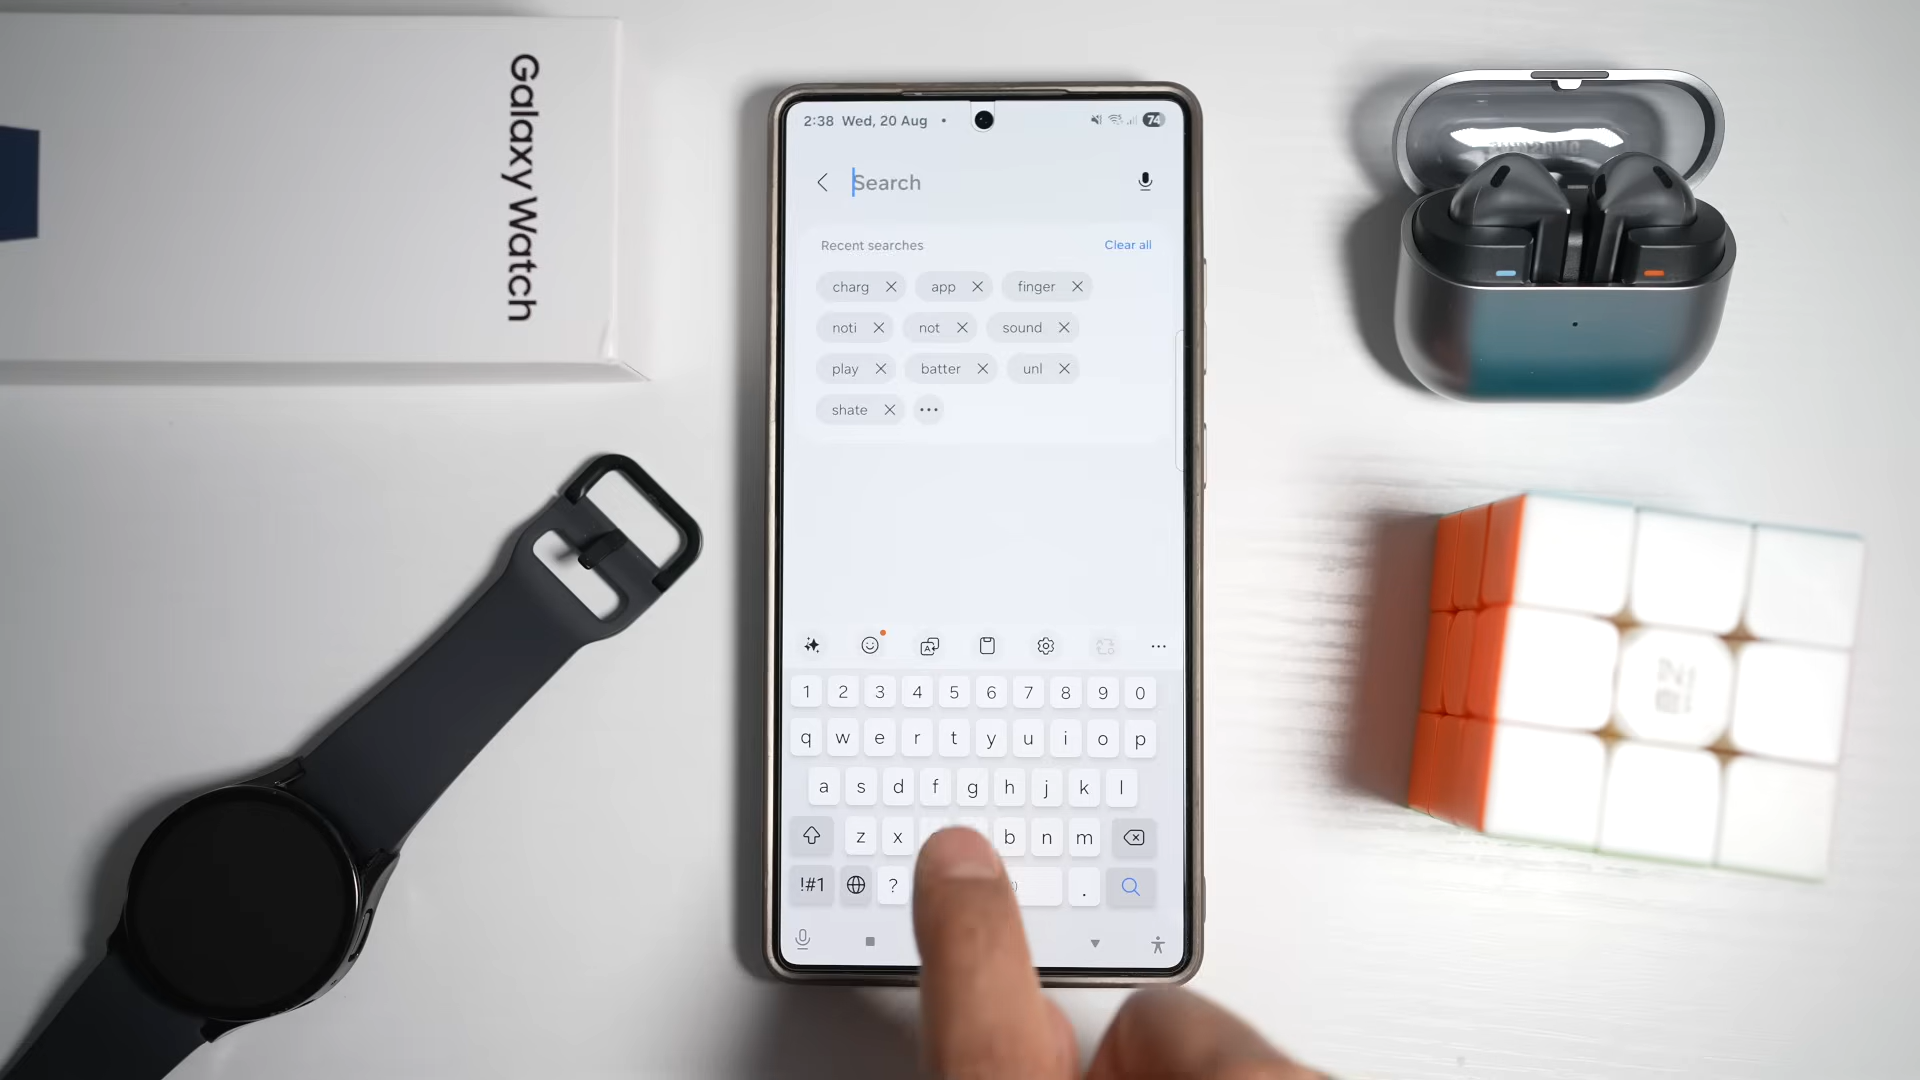 Galaxy Watch
2:38 Wed, 20 Aug
74
Search
Recent searches Clear all
charg app finger
noti not sound
play batter unl
shate
1 2 3 4 5 6 7 8 9 0
q w e r t y u i o p
a s d f g h j k l
z x b n m
!#1 ? .
SAMSUNG